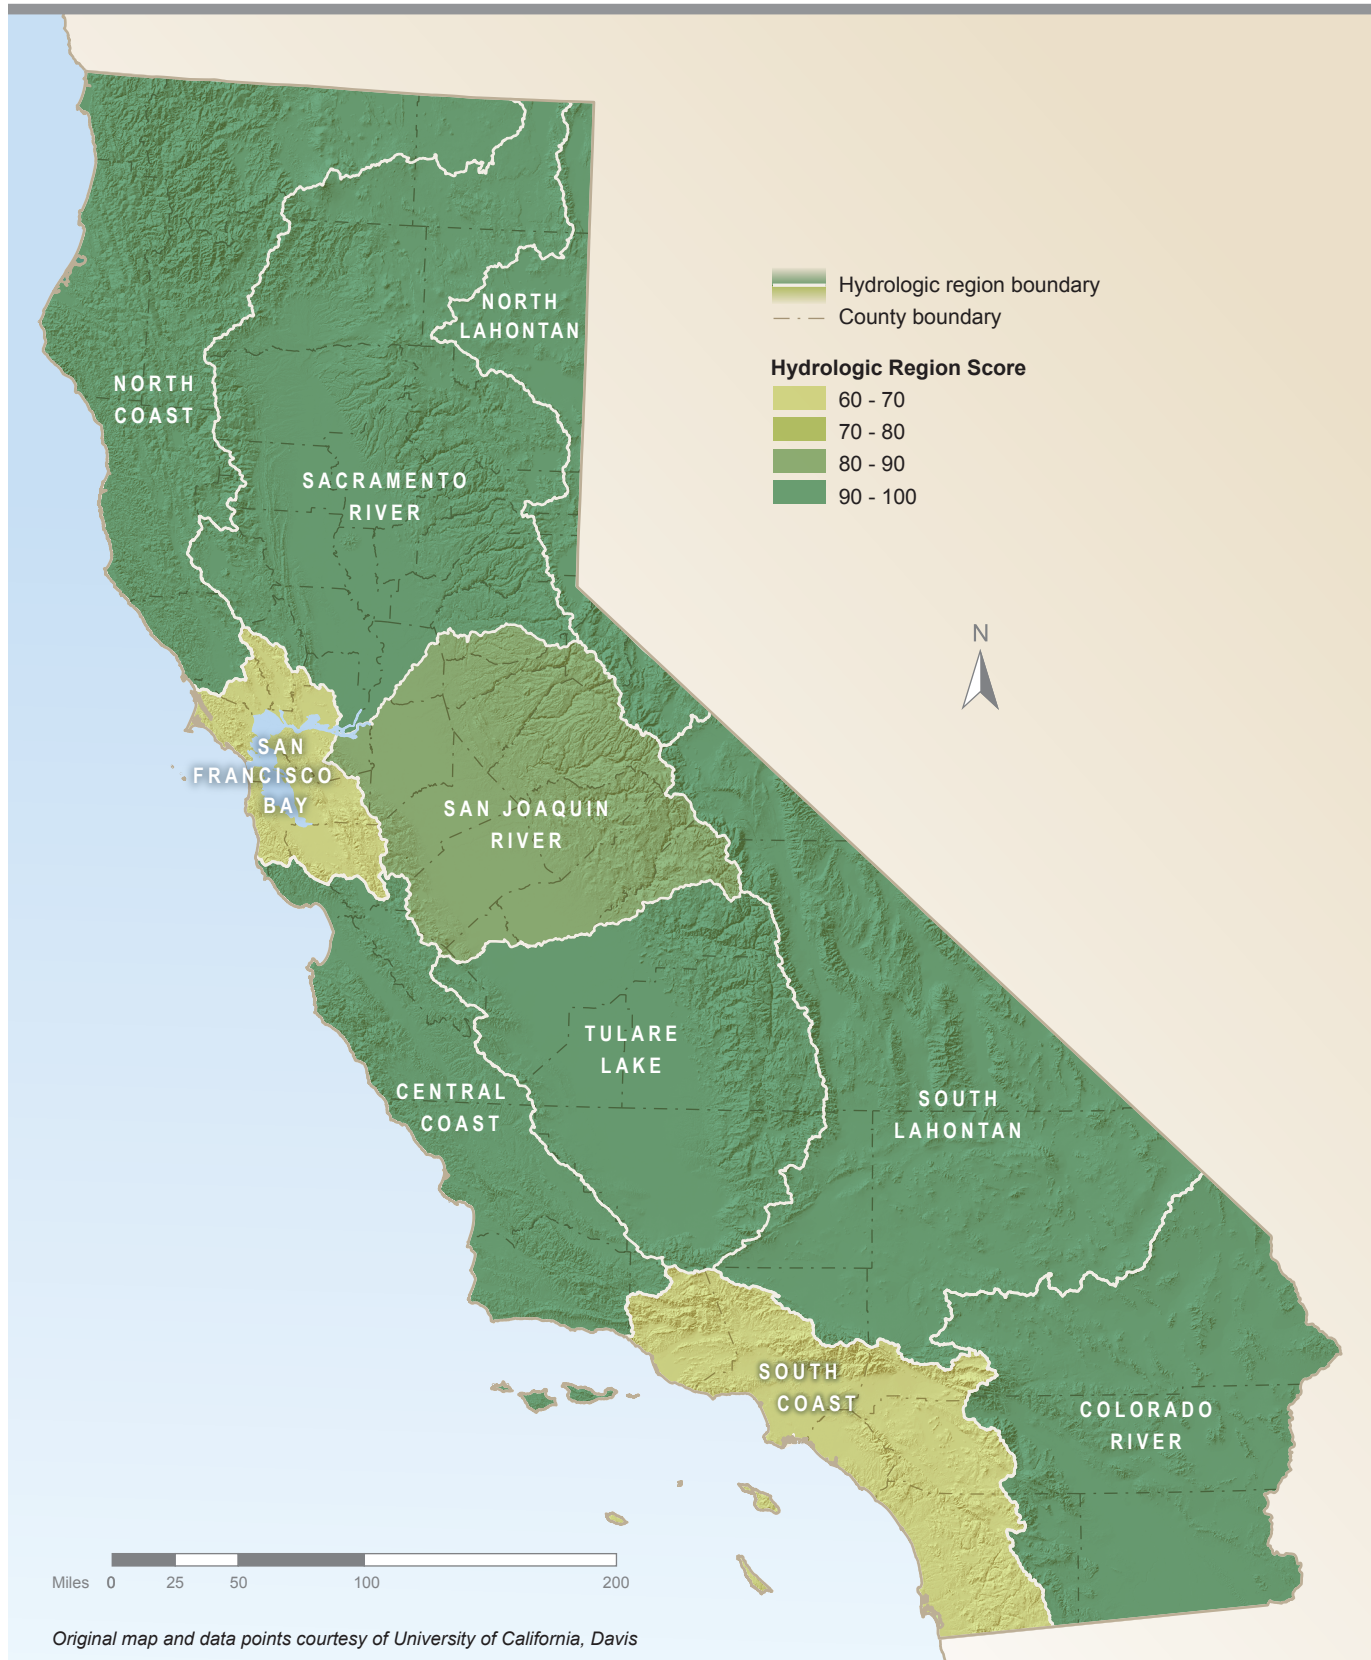 NORTH
LAHONTAN
Hydrologic region boundary
County boundary
Hydrologic Region Score
60 - 70
70 - 80
80 - 90
90 - 100
NORTH
COAST
SACRAMENTO
RIVER
N
SAN
FRANCISCO
BAY
SAN JOAQUIN
RIVER
TULARE
LAKE
CENTRAL
COAST
SOUTH
LAHONTAN
SOUTH
COAST
COLORADO
RIVER
Miles 0 25 50 100 200
Original map and data points courtesy of University of California, Davis